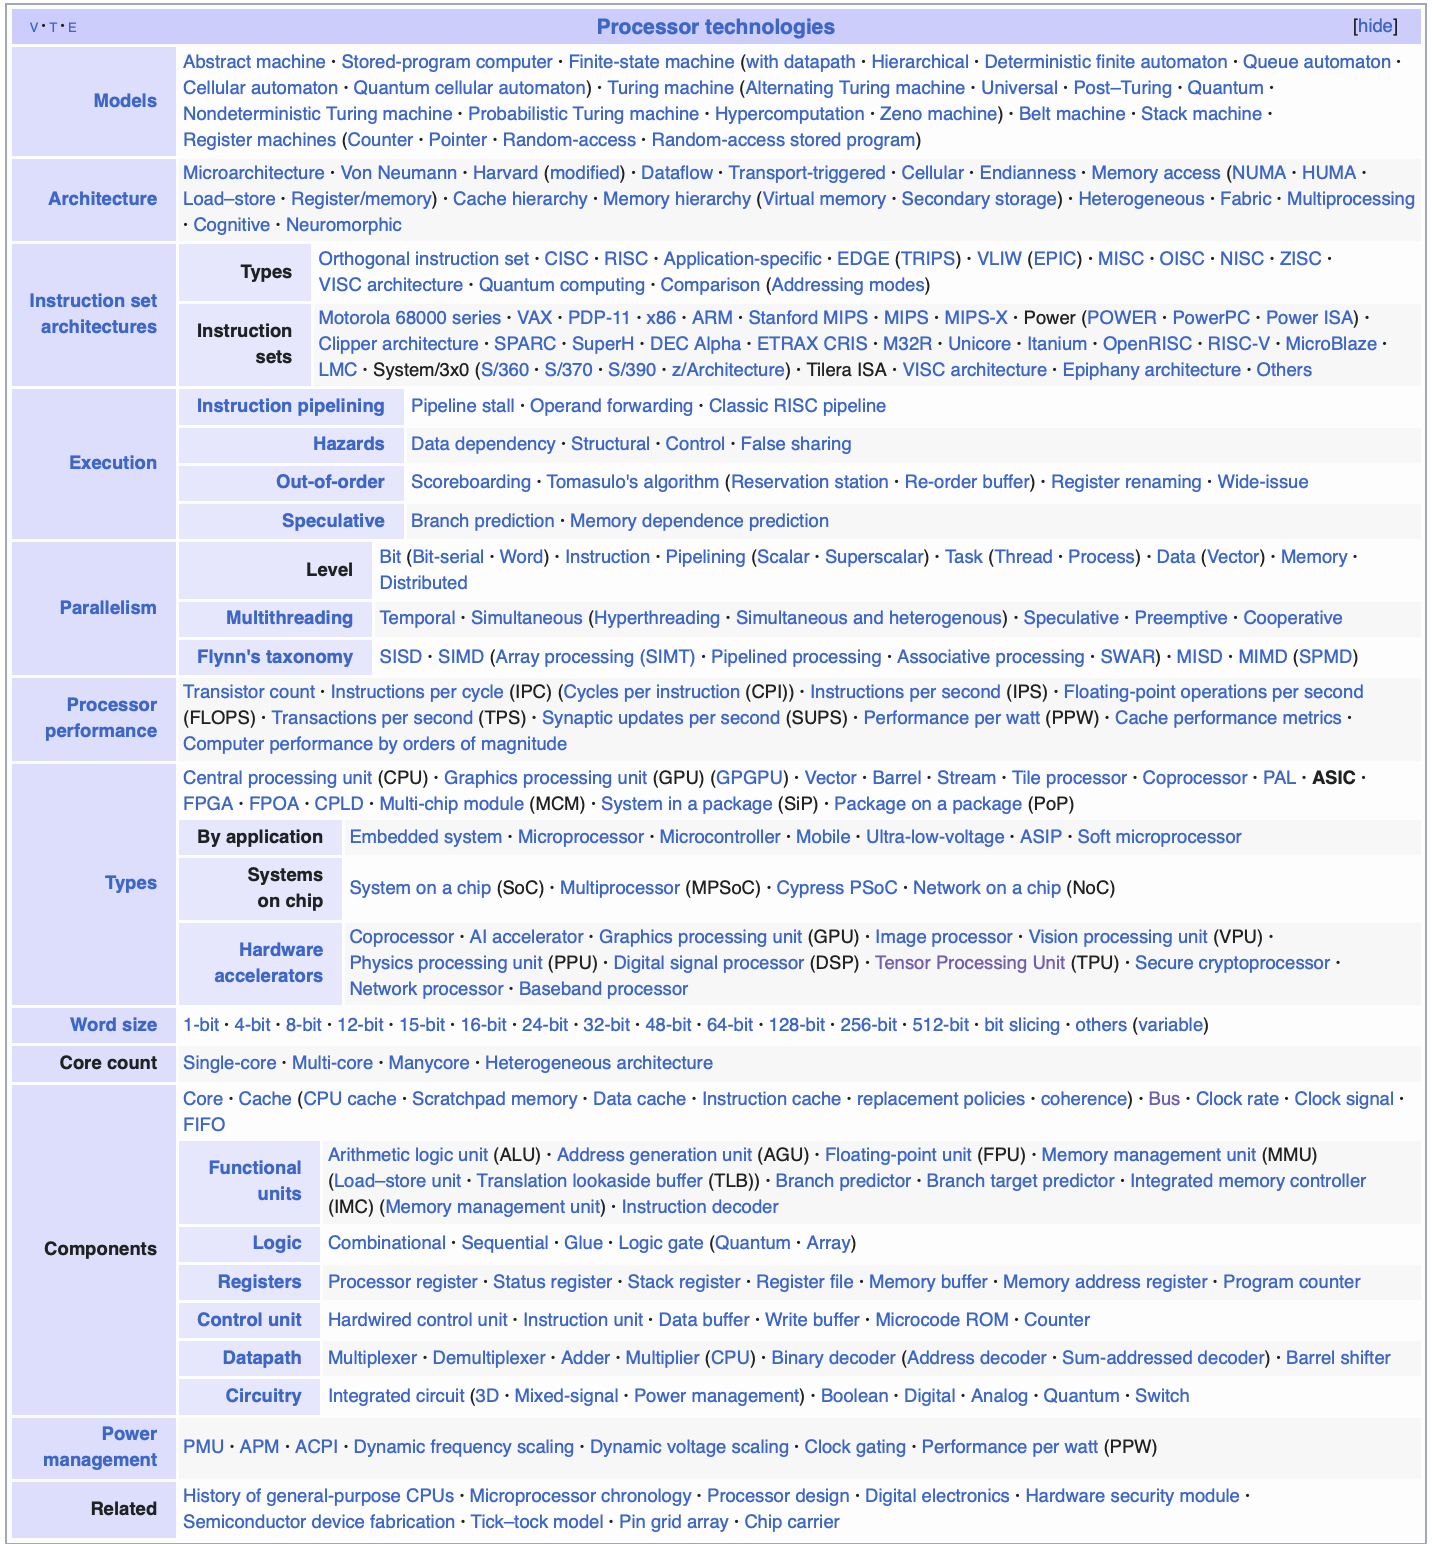 V · T · E Processor technologies [hide]
Models
Abstract machine · Stored-program computer · Finite-state machine (with datapath · Hierarchical · Deterministic finite automaton · Queue automaton ·
Cellular automaton · Quantum cellular automaton) · Turing machine (Alternating Turing machine · Universal · Post–Turing · Quantum ·
Nondeterministic Turing machine · Probabilistic Turing machine · Hypercomputation · Zeno machine) · Belt machine · Stack machine ·
Register machines (Counter · Pointer · Random-access · Random-access stored program)
Architecture
Microarchitecture · Von Neumann · Harvard (modified) · Dataflow · Transport-triggered · Cellular · Endianness · Memory access (NUMA · HUMA ·
Load–store · Register/memory) · Cache hierarchy · Memory hierarchy (Virtual memory · Secondary storage) · Heterogeneous · Fabric · Multiprocessing
· Cognitive · Neuromorphic
Instruction set
architectures
Types
Orthogonal instruction set · CISC · RISC · Application-specific · EDGE (TRIPS) · VLIW (EPIC) · MISC · OISC · NISC · ZISC ·
VISC architecture · Quantum computing · Comparison (Addressing modes)
Instruction
sets
Motorola 68000 series · VAX · PDP-11 · x86 · ARM · Stanford MIPS · MIPS · MIPS-X · Power (POWER · PowerPC · Power ISA) ·
Clipper architecture · SPARC · SuperH · DEC Alpha · ETRAX CRIS · M32R · Unicore · Itanium · OpenRISC · RISC-V · MicroBlaze ·
LMC · System/3x0 (S/360 · S/370 · S/390 · z/Architecture) · Tilera ISA · VISC architecture · Epiphany architecture · Others
Execution
Instruction pipelining
Pipeline stall · Operand forwarding · Classic RISC pipeline
Hazards
Data dependency · Structural · Control · False sharing
Out-of-order
Scoreboarding · Tomasulo's algorithm (Reservation station · Re-order buffer) · Register renaming · Wide-issue
Speculative
Branch prediction · Memory dependence prediction
Parallelism
Level
Bit (Bit-serial · Word) · Instruction · Pipelining (Scalar · Superscalar) · Task (Thread · Process) · Data (Vector) · Memory ·
Distributed
Multithreading
Temporal · Simultaneous (Hyperthreading · Simultaneous and heterogenous) · Speculative · Preemptive · Cooperative
Flynn's taxonomy
SISD · SIMD (Array processing (SIMT) · Pipelined processing · Associative processing · SWAR) · MISD · MIMD (SPMD)
Processor
performance
Transistor count · Instructions per cycle (IPC) (Cycles per instruction (CPI)) · Instructions per second (IPS) · Floating-point operations per second
(FLOPS) · Transactions per second (TPS) · Synaptic updates per second (SUPS) · Performance per watt (PPW) · Cache performance metrics ·
Computer performance by orders of magnitude
Types
Central processing unit (CPU) · Graphics processing unit (GPU) (GPGPU) · Vector · Barrel · Stream · Tile processor · Coprocessor · PAL · ASIC ·
FPGA · FPOA · CPLD · Multi-chip module (MCM) · System in a package (SiP) · Package on a package (PoP)
By application
Embedded system · Microprocessor · Microcontroller · Mobile · Ultra-low-voltage · ASIP · Soft microprocessor
Systems
on chip
System on a chip (SoC) · Multiprocessor (MPSoC) · Cypress PSoC · Network on a chip (NoC)
Hardware
accelerators
Coprocessor · AI accelerator · Graphics processing unit (GPU) · Image processor · Vision processing unit (VPU) ·
Physics processing unit (PPU) · Digital signal processor (DSP) · Tensor Processing Unit (TPU) · Secure cryptoprocessor ·
Network processor · Baseband processor
Word size
1-bit · 4-bit · 8-bit · 12-bit · 15-bit · 16-bit · 24-bit · 32-bit · 48-bit · 64-bit · 128-bit · 256-bit · 512-bit · bit slicing · others (variable)
Core count
Single-core · Multi-core · Manycore · Heterogeneous architecture
Components
Core · Cache (CPU cache · Scratchpad memory · Data cache · Instruction cache · replacement policies · coherence) · Bus · Clock rate · Clock signal ·
FIFO
Functional
units
Arithmetic logic unit (ALU) · Address generation unit (AGU) · Floating-point unit (FPU) · Memory management unit (MMU)
(Load–store unit · Translation lookaside buffer (TLB)) · Branch predictor · Branch target predictor · Integrated memory controller
(IMC) (Memory management unit) · Instruction decoder
Logic
Combinational · Sequential · Glue · Logic gate (Quantum · Array)
Registers
Processor register · Status register · Stack register · Register file · Memory buffer · Memory address register · Program counter
Control unit
Hardwired control unit · Instruction unit · Data buffer · Write buffer · Microcode ROM · Counter
Datapath
Multiplexer · Demultiplexer · Adder · Multiplier (CPU) · Binary decoder (Address decoder · Sum-addressed decoder) · Barrel shifter
Circuitry
Integrated circuit (3D · Mixed-signal · Power management) · Boolean · Digital · Analog · Quantum · Switch
Power
management
PMU · APM · ACPI · Dynamic frequency scaling · Dynamic voltage scaling · Clock gating · Performance per watt (PPW)
Related
History of general-purpose CPUs · Microprocessor chronology · Processor design · Digital electronics · Hardware security module ·
Semiconductor device fabrication · Tick–tock model · Pin grid array · Chip carrier